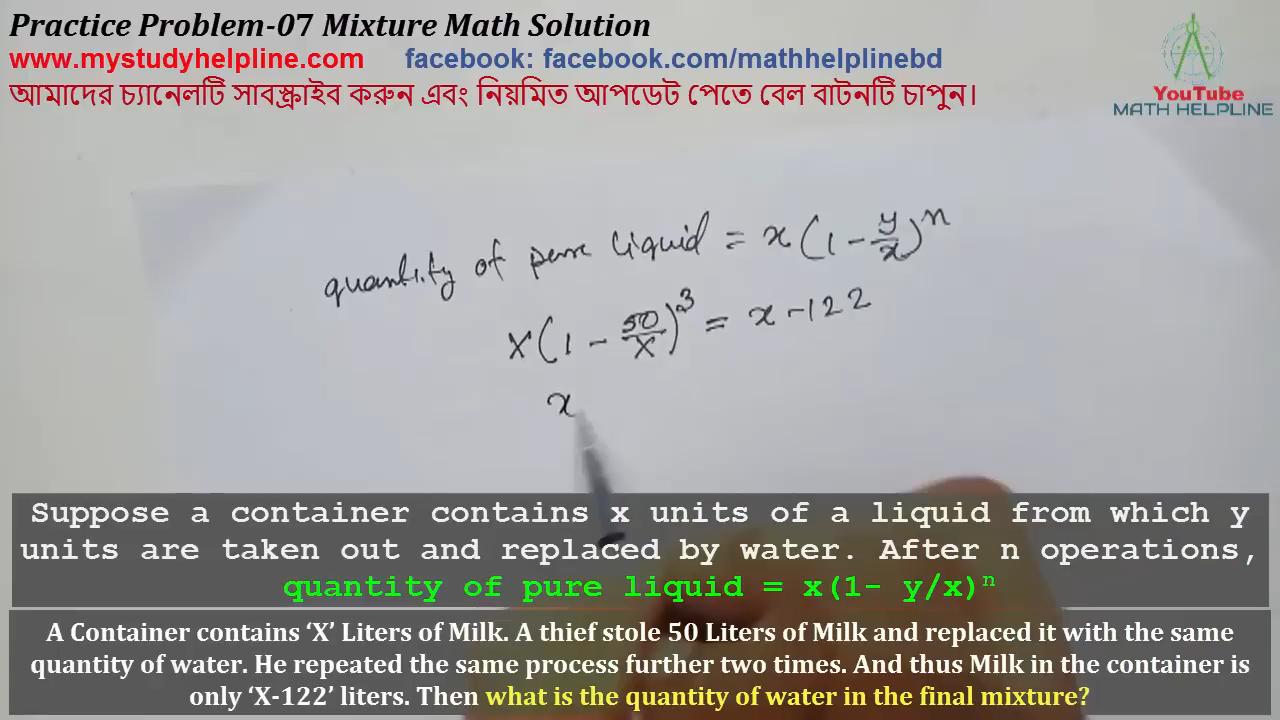 Practice Problem-07 Mixture Math Solution
www.mystudyhelpline.com facebook: facebook.com/mathhelplinebd
আমাদের চ্যানেলটি সাবস্ক্রাইব করুন এবং নিয়মিত আপডেট পেতে বেল বাটনটি চাপুন।
YouTube
MATH HELPLINE
quantity of pure liquid = x(1 - y/x)ⁿ
X(1 - 50/X)³ = x - 122
x
Suppose a container contains x units of a liquid from which y
units are taken out and replaced by water. After n operations,
quantity of pure liquid = x(1- y/x)ⁿ
A Container contains ‘X’ Liters of Milk. A thief stole 50 Liters of Milk and replaced it with the same
quantity of water. He repeated the same process further two times. And thus Milk in the container is
only ‘X-122’ liters. Then what is the quantity of water in the final mixture?